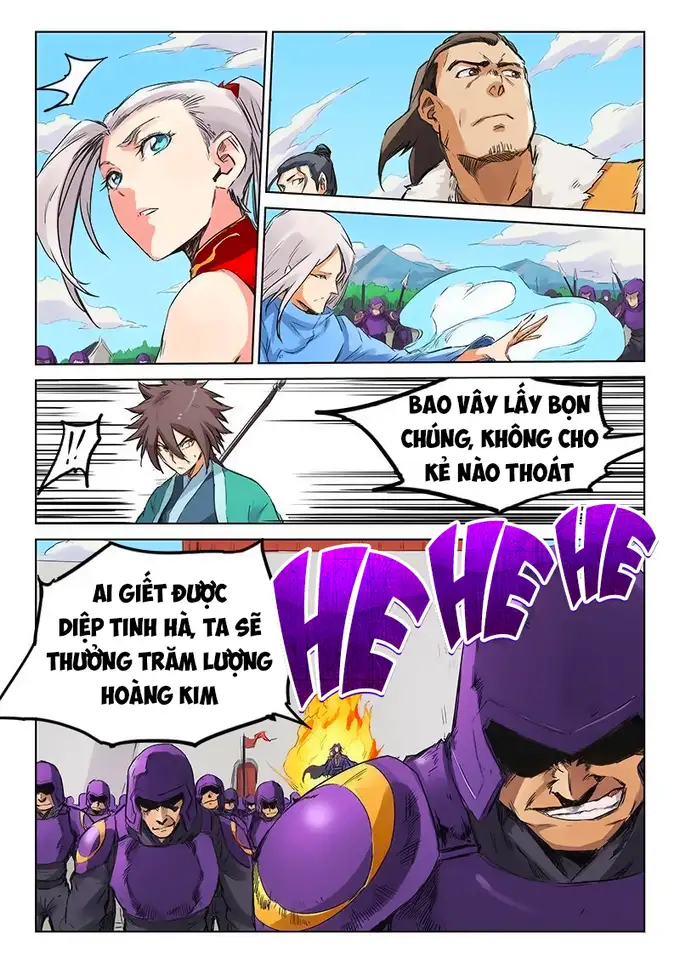 BAO VÂY LẤY BỌN
CHÚNG, KHÔNG CHO
KẺ NÀO THOÁT
!!
HE HE HE
AI GIẾT ĐƯỢC
DIỆP TINH HÀ, TA SẼ
THƯỞNG TRĂM LƯỢNG
HOÀNG KIM